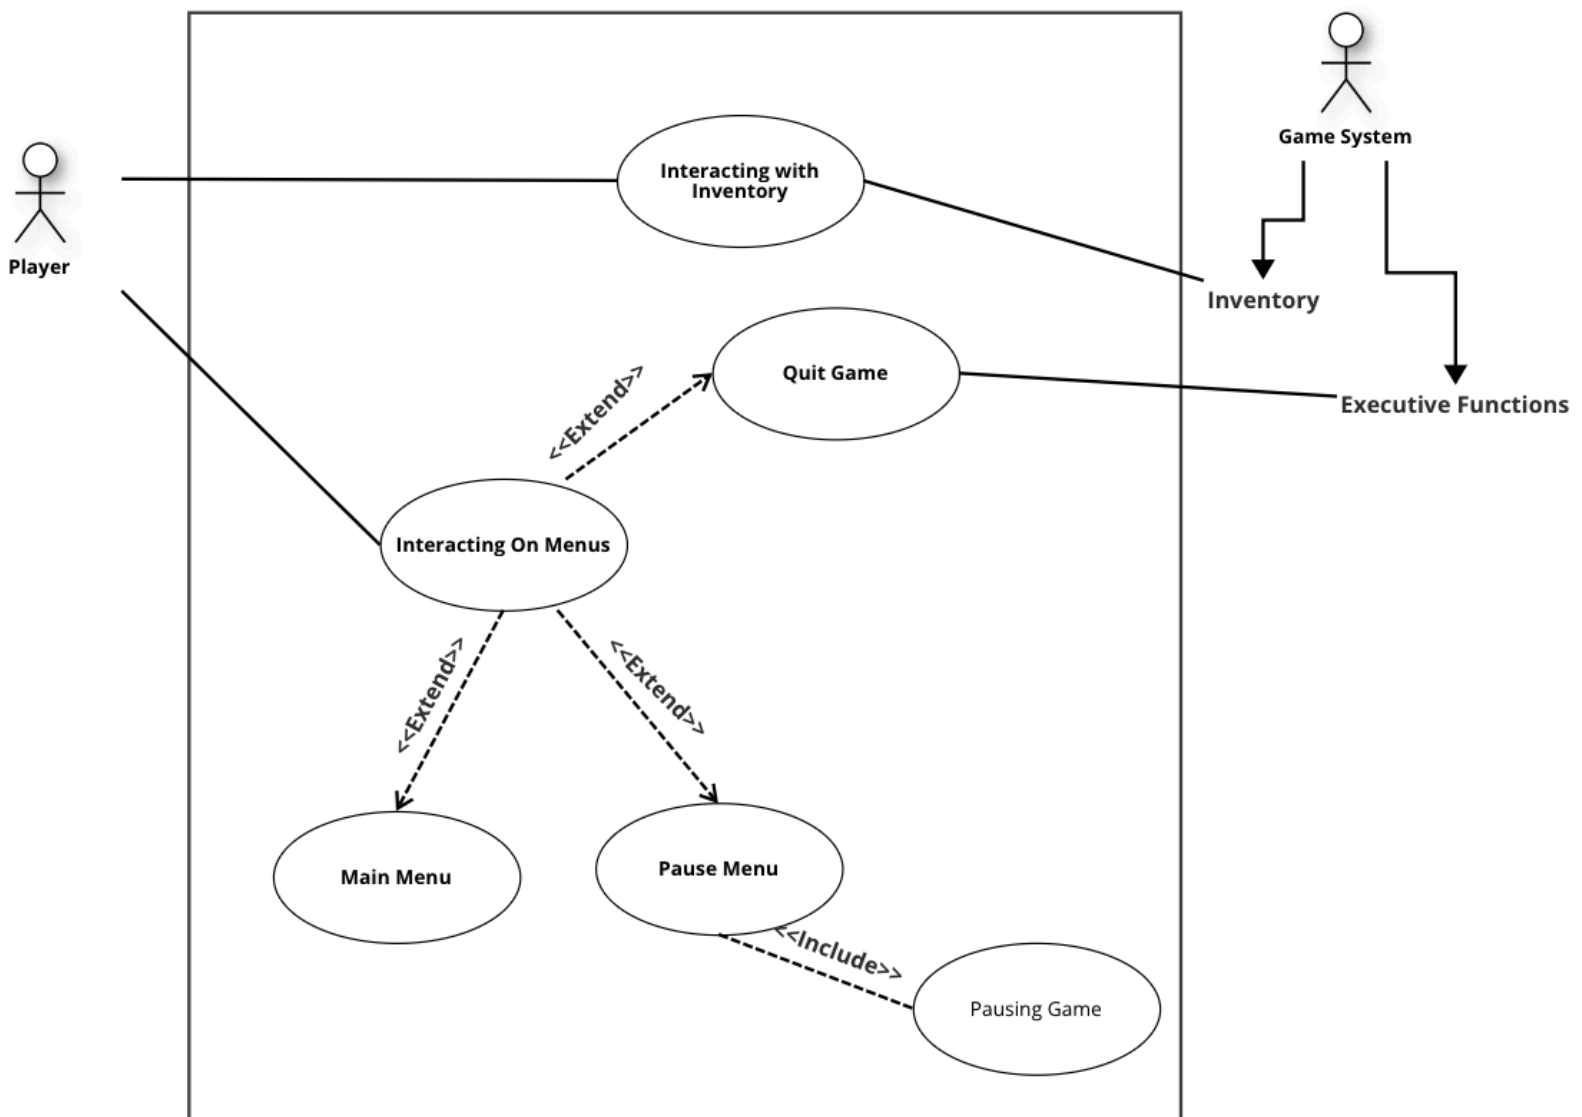 Game System
Interacting with
Inventory
Player
Inventory
Quit Game
<<Extend>>
Executive Functions
Interacting On Menus
<<Extend>>
<<Extend>>
Main Menu
Pause Menu
<<Include>>
Pausing Game